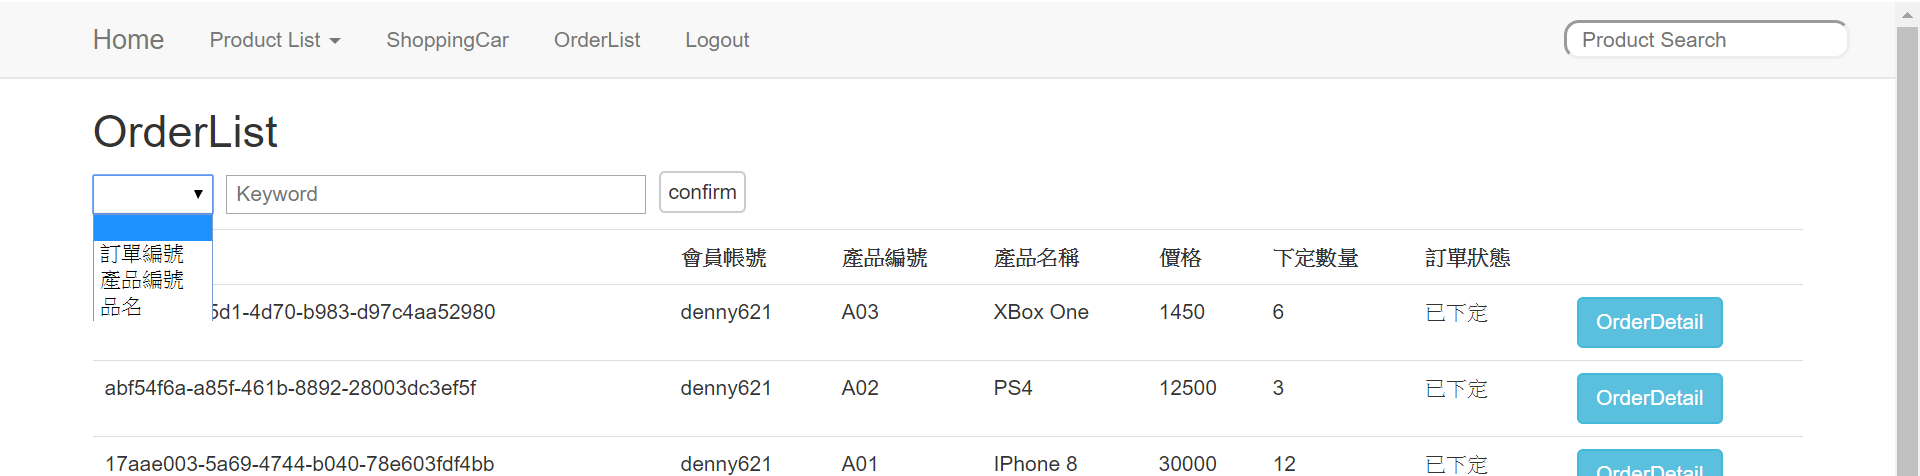 Home Product List ShoppingCar OrderList Logout Product Search
OrderList
Keyword confirm
訂單編號
產品編號
品名
會員帳號 產品編號 產品名稱 價格 下定數量 訂單狀態
5d1-4d70-b983-d97c4aa52980 denny621 A03 XBox One 1450 6 已下定 OrderDetail
abf54f6a-a85f-461b-8892-28003dc3ef5f denny621 A02 PS4 12500 3 已下定 OrderDetail
17aae003-5a69-4744-b040-78e603fdf4bb denny621 A01 IPhone 8 30000 12 已下定 OrderDetail